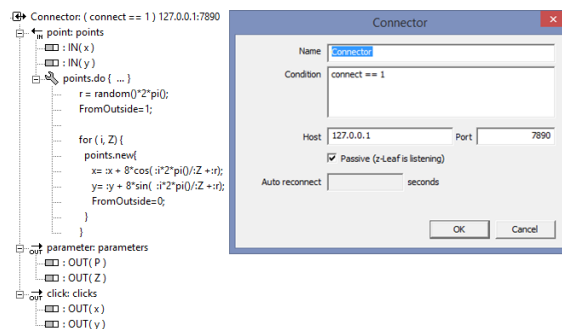 Connector: ( connect == 1 ) 127.0.0.1:7890
IN point: points
: IN( x )
: IN( y )
points.do { ... }
r = random()*2*pi();
FromOutside=1;
for ( i, Z) {
points.new{
x= :x + 8*cos( :i*2*pi()/:Z +:r);
y= :y + 8*sin( :i*2*pi()/:Z +:r);
FromOutside=0;
}
}
OUT parameter: parameters
: OUT( P )
: OUT( Z )
OUT click: clicks
: OUT( x )
: OUT( y )
Connector
Name Connector
Condition connect == 1
Host 127.0.0.1 Port 7890
Passive (z-Leaf is listening)
Auto reconnect seconds
OK Cancel